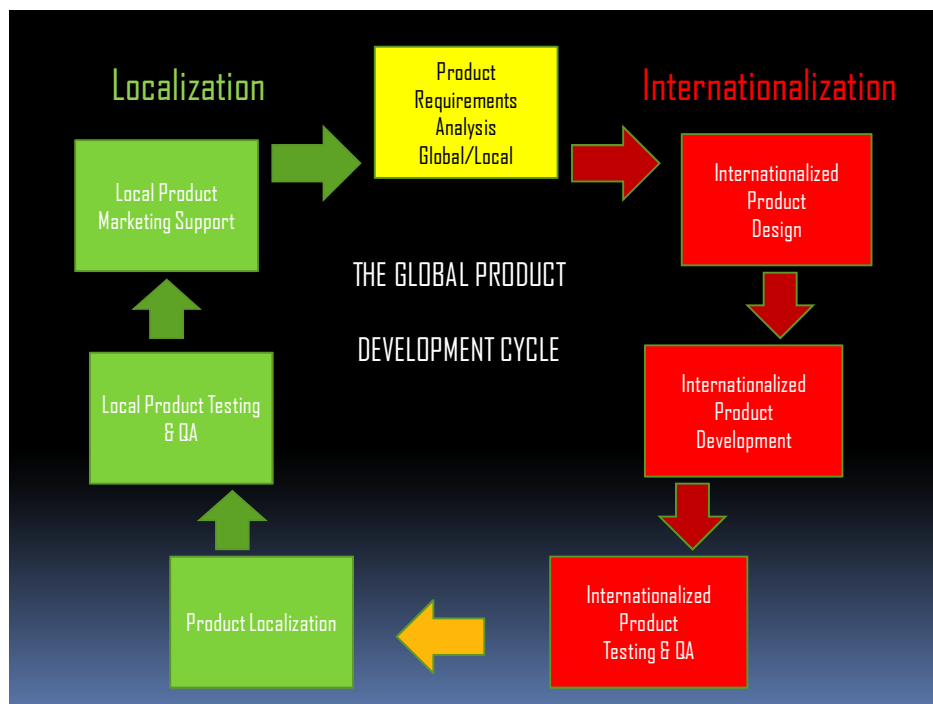 Localization
Product
Requirements
Analysis
Global/Local
Internationalization
Internationalized
Product
Design
Local Product
Marketing Support
THE GLOBAL PRODUCT
DEVELOPMENT CYCLE
Internationalized
Product
Development
Local Product Testing
& QA
Internationalized
Product
Testing & QA
Product Localization